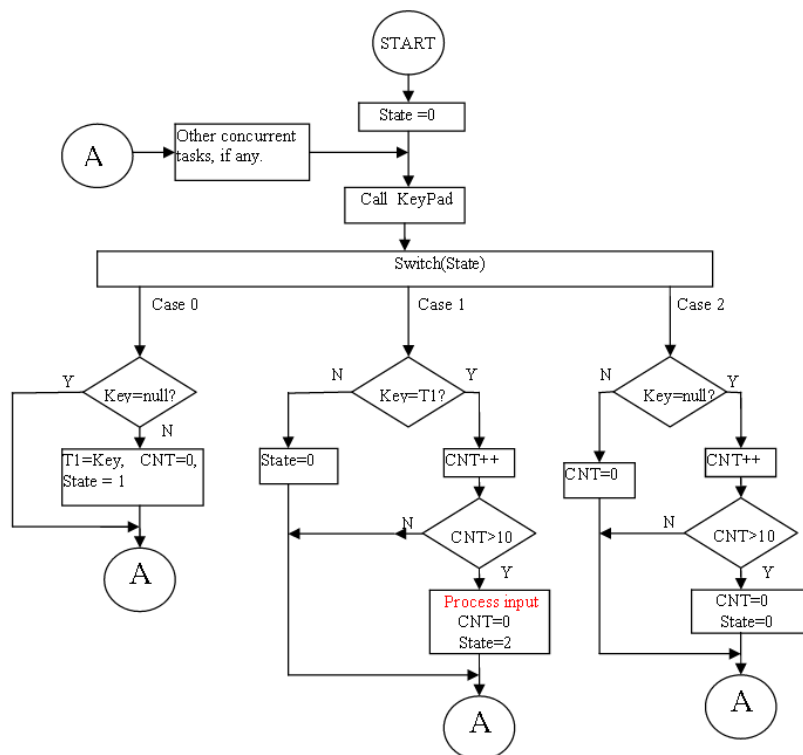 START
State =0
Other concurrent
tasks, if any.
A
Call KeyPad
Switch(State)
Case 0
Case 1
Case 2
Y
Key=null?
N
N
Key=T1?
Y
N
Key=null?
Y
T1=Key, CNT=0,
State = 1
State=0
CNT++
CNT=0
CNT++
N
CNT>10
Y
N
CNT>10
Y
A
Process input
CNT=0
State=2
CNT=0
State=0
A
A